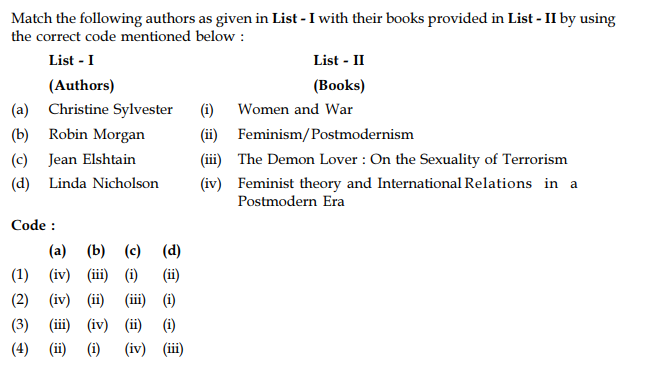 Match the following authors as given in List - I with their books provided in List - II by using
the correct code mentioned below :
List - I List - II
(Authors) (Books)
(a) Christine Sylvester (i) Women and War
(b) Robin Morgan (ii) Feminism/Postmodernism
(c) Jean Elshtain (iii) The Demon Lover : On the Sexuality of Terrorism
(d) Linda Nicholson (iv) Feminist theory and International Relations in a
Postmodern Era
Code :
(a) (b) (c) (d)
(1) (iv) (iii) (i) (ii)
(2) (iv) (ii) (iii) (i)
(3) (iii) (iv) (ii) (i)
(4) (ii) (i) (iv) (iii)